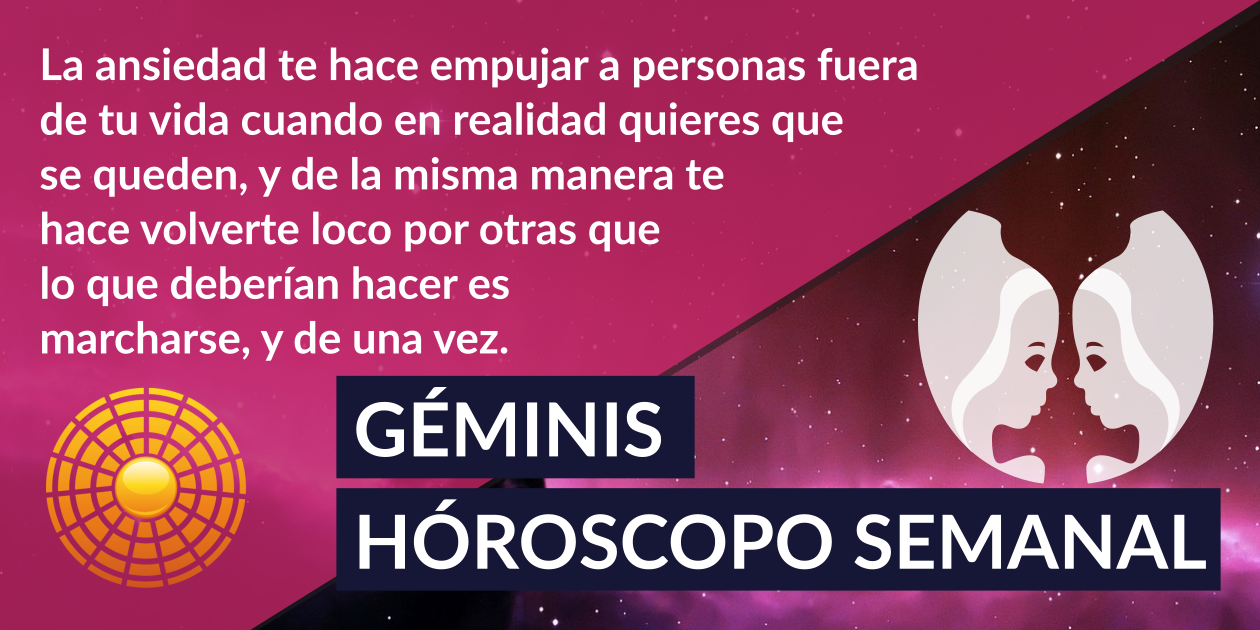 La ansiedad te hace empujar a personas fuera
de tu vida cuando en realidad quieres que
se queden, y de la misma manera te
hace volverte loco por otras que
lo que deberían hacer es
marcharse, y de una vez.
GÉMINIS
HÓROSCOPO SEMANAL